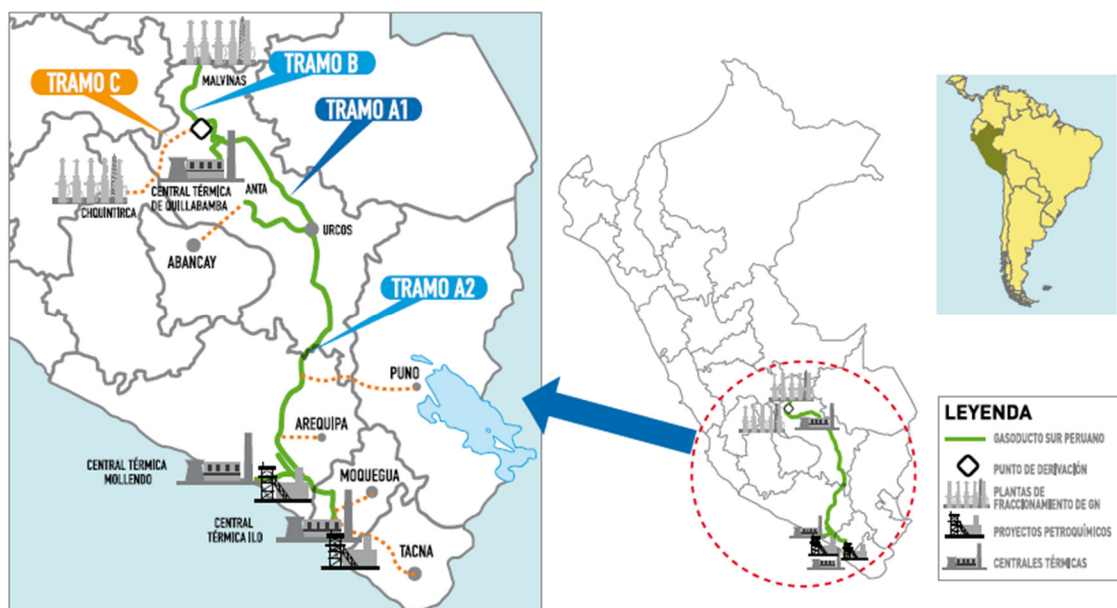 MALVINAS
TRAMO B
TRAMO C
TRAMO A1
CHQUINTIRCA
CENTRAL TÉRMICA
DE QUILLABAMBA
ANTA
URCOS
ABANCAY
TRAMO A2
PUNO
AREQUIPA
CENTRAL TÉRMICA
MOLLENDO
MOQUEGUA
CENTRAL
TÉRMICA ILO
TACNA
LEYENDA
GASODUCTO SUR PERUANO
PUNTO DE DERIVACIÓN
PLANTAS DE
FRACCIONAMIENTO DE GN
PROYECTOS PETROQUÍMICOS
CENTRALES TÉRMICAS